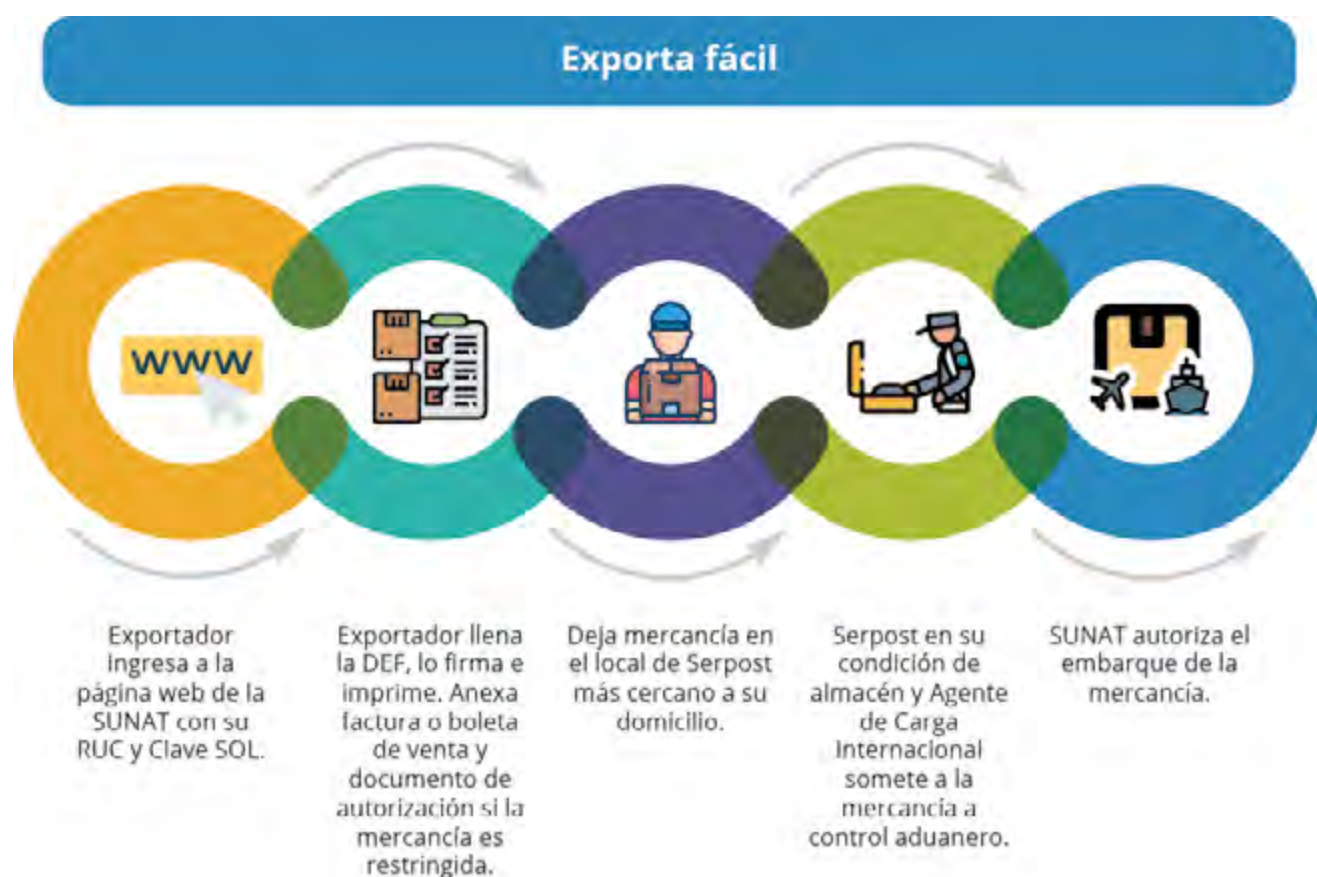 Exporta fácil
www
Exportador
ingresa a la
página web de la
SUNAT con su
RUC y Clave SOL.
Exportador llena
la DEF, lo firma e
imprime. Anexa
factura o boleta
de venta y
documento de
autorización si la
mercancía es
restringida.
Deja mercancía en
el local de Serpost
más cercano a su
domicilio.
Serpost en su
condición de
almacén y Agente
de Carga
Internacional
somete a la
mercancía a
control aduanero.
SUNAT autoriza el
embarque de la
mercancía.